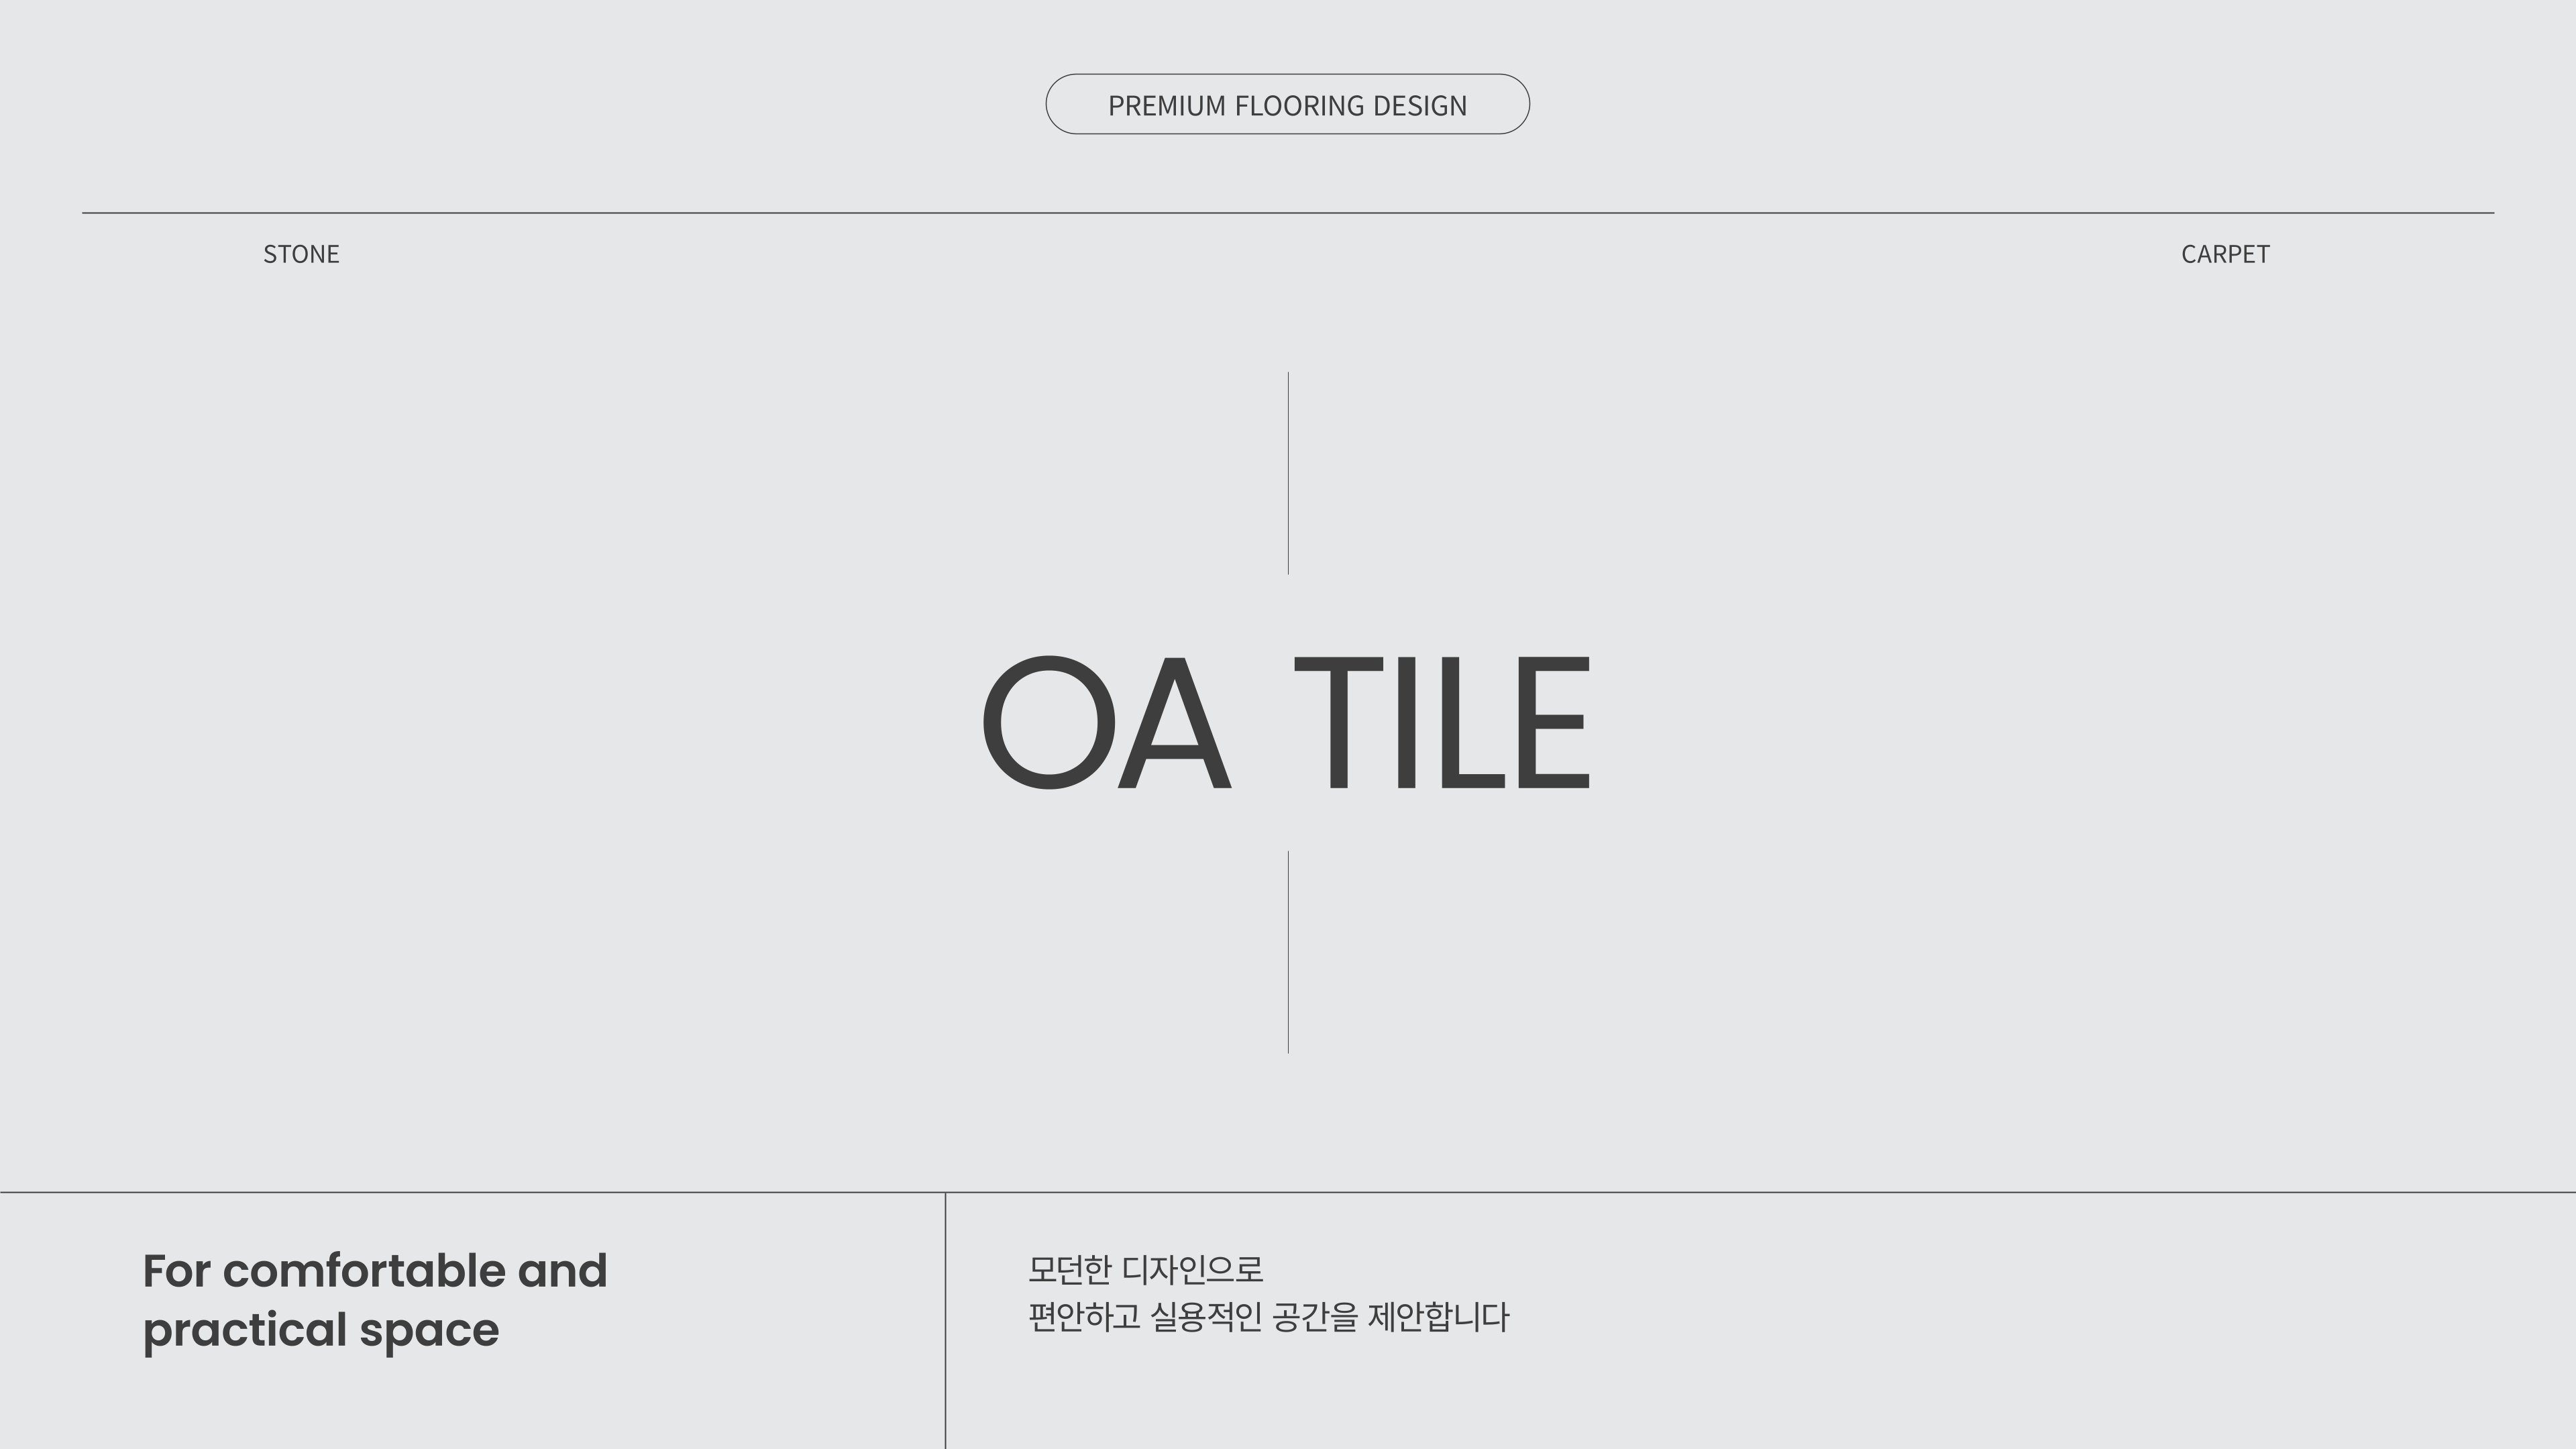 PREMIUM FLOORING DESIGN
STONE
CARPET
OA TILE
For comfortable and
practical space
모던한 디자인으로
편안하고 실용적인 공간을 제안합니다